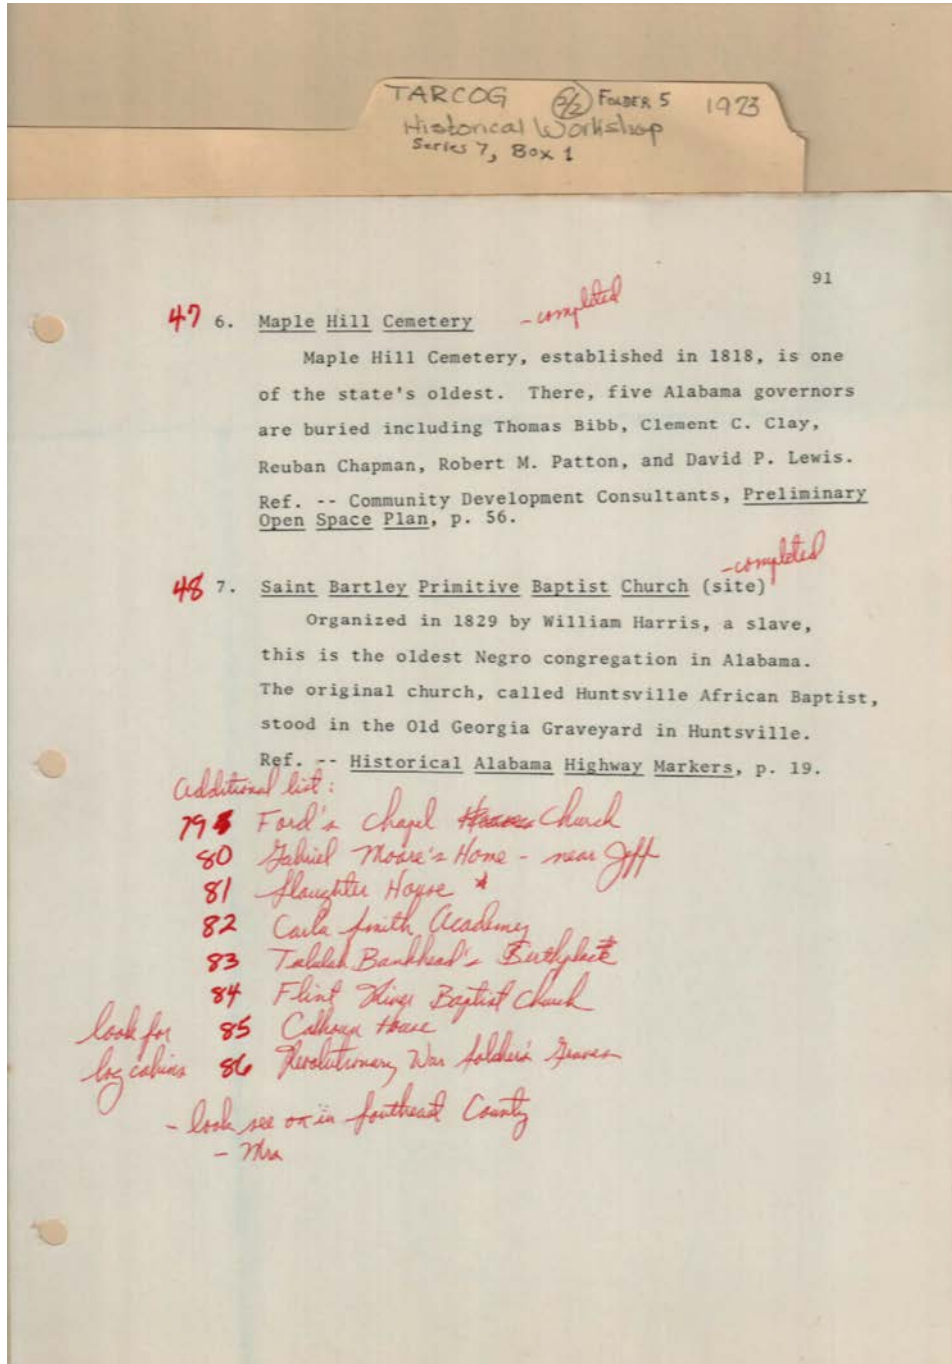 TARCOG 2/2 FOLDER 5 1973
Historical Workshop
Series 7, Box 1
91
47 6. Maple Hill Cemetery - completed
Maple Hill Cemetery, established in 1818, is one
of the state's oldest. There, five Alabama governors
are buried including Thomas Bibb, Clement C. Clay,
Reuban Chapman, Robert M. Patton, and David P. Lewis.
Ref. -- Community Development Consultants, Preliminary
Open Space Plan, p. 56.
48 7. Saint Bartley Primitive Baptist Church (site) - completed
Organized in 1829 by William Harris, a slave,
this is the oldest Negro congregation in Alabama.
The original church, called Huntsville African Baptist,
stood in the Old Georgia Graveyard in Huntsville.
Ref. -- Historical Alabama Highway Markers, p. 19.
Additional list:
79 Ford's Chapel Church
80 Gabriel Moore's Home - near Jeff
81 Slaughter House *
82 Smith Academy
83 Bankhead's Birthplace
84 Flint River Baptist Church
85 Calhoun House
86 Revolutionary War Soldier's Graves
look for
log cabins
- look see on in Southeast County
- Mrs